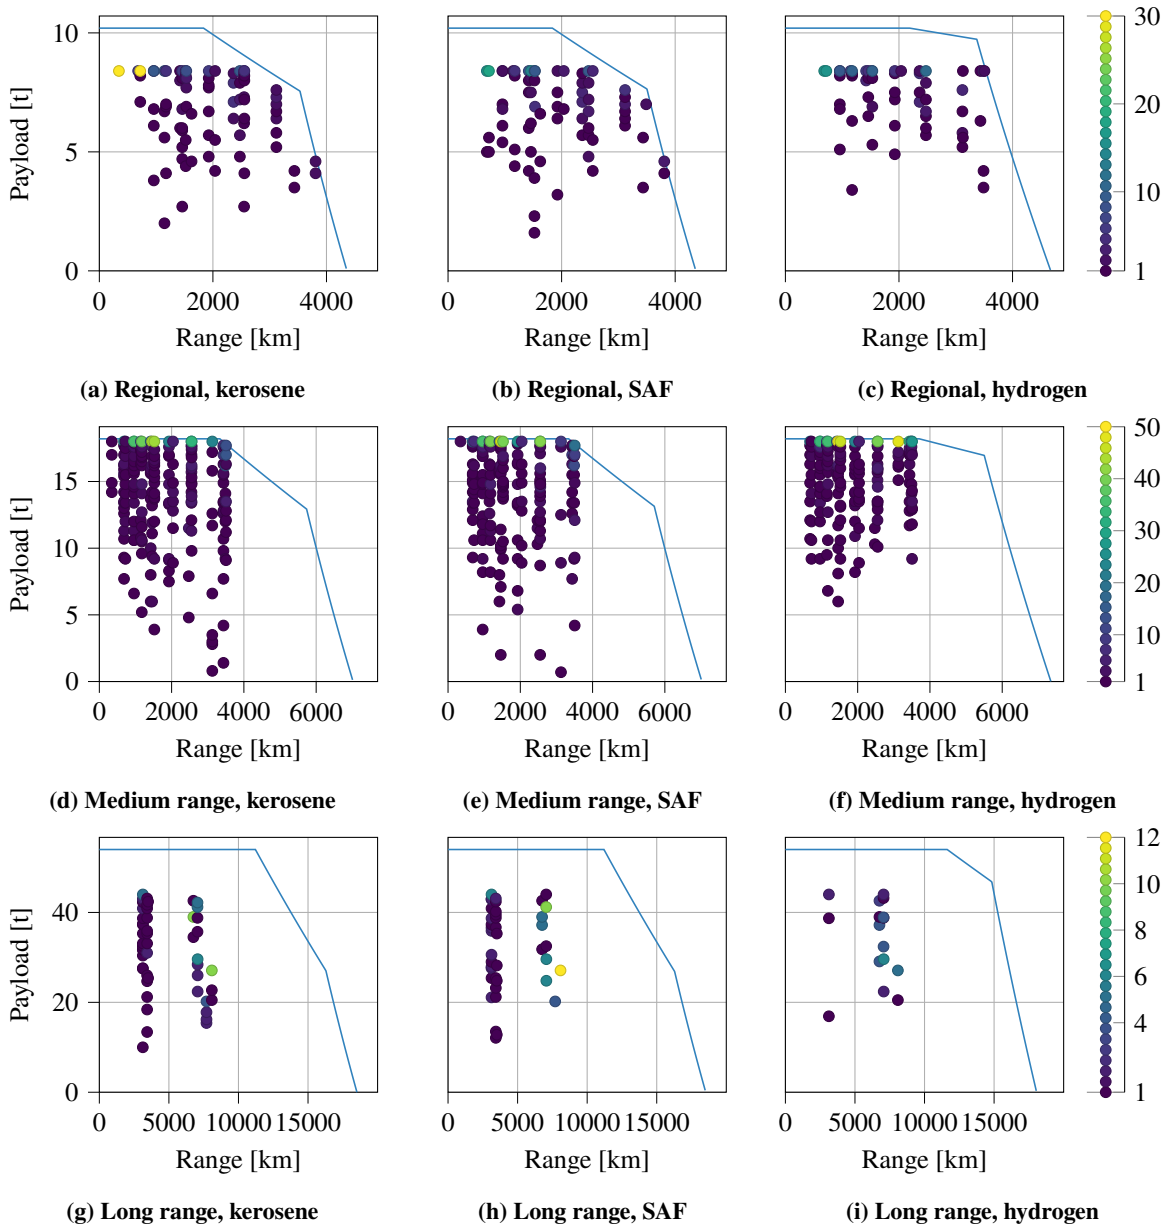 10
5
0
Payload [t]
0 2000 4000
Range [km]
(a) Regional, kerosene
0 2000 4000
Range [km]
(b) Regional, SAF
0 2000 4000
Range [km]
(c) Regional, hydrogen
30
20
10
1
15
10
5
0
Payload [t]
0 2000 4000 6000
Range [km]
(d) Medium range, kerosene
0 2000 4000 6000
Range [km]
(e) Medium range, SAF
0 2000 4000 6000
Range [km]
(f) Medium range, hydrogen
50
40
30
20
10
1
40
20
0
Payload [t]
0 5000 10000 15000
Range [km]
(g) Long range, kerosene
0 5000 10000 15000
Range [km]
(h) Long range, SAF
0 5000 10000 15000
Range [km]
(i) Long range, hydrogen
12
10
8
6
4
1